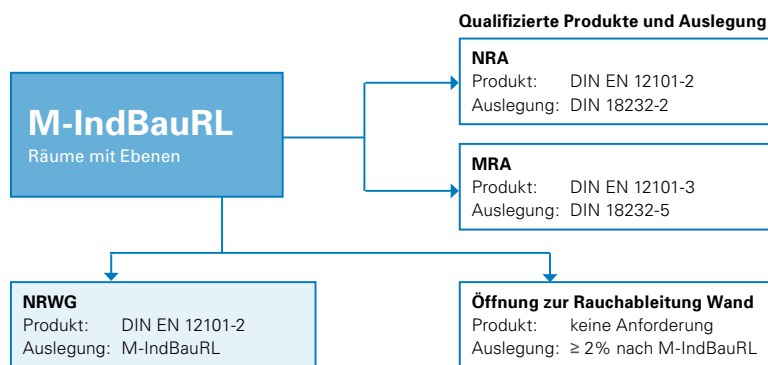 Qualifizierte Produkte und Auslegung
M-IndBauRL
Räume mit Ebenen
NRA
Produkt: DIN EN 12101-2
Auslegung: DIN 18232-2
MRA
Produkt: DIN EN 12101-3
Auslegung: DIN 18232-5
NRWG
Produkt: DIN EN 12101-2
Auslegung: M-IndBauRL
Öffnung zur Rauchableitung Wand
Produkt: keine Anforderung
Auslegung: ≥ 2% nach M-IndBauRL